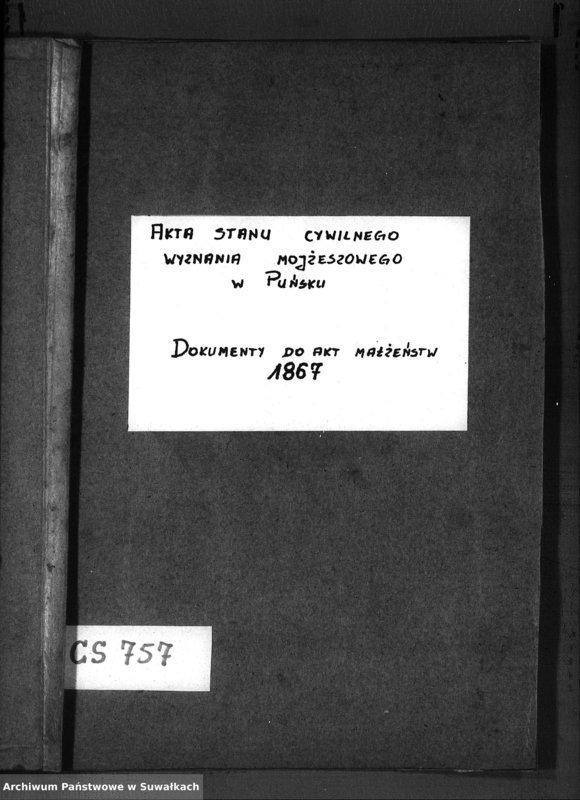 AKTA STANU CYWILNEGO
WYZNANIA MOJŻESZOWEGO
W PUŃSKU
DOKUMENTY DO AKT MAŁŻEŃSTW
1867
CS 757
Archiwum Państwowe w Suwałkach